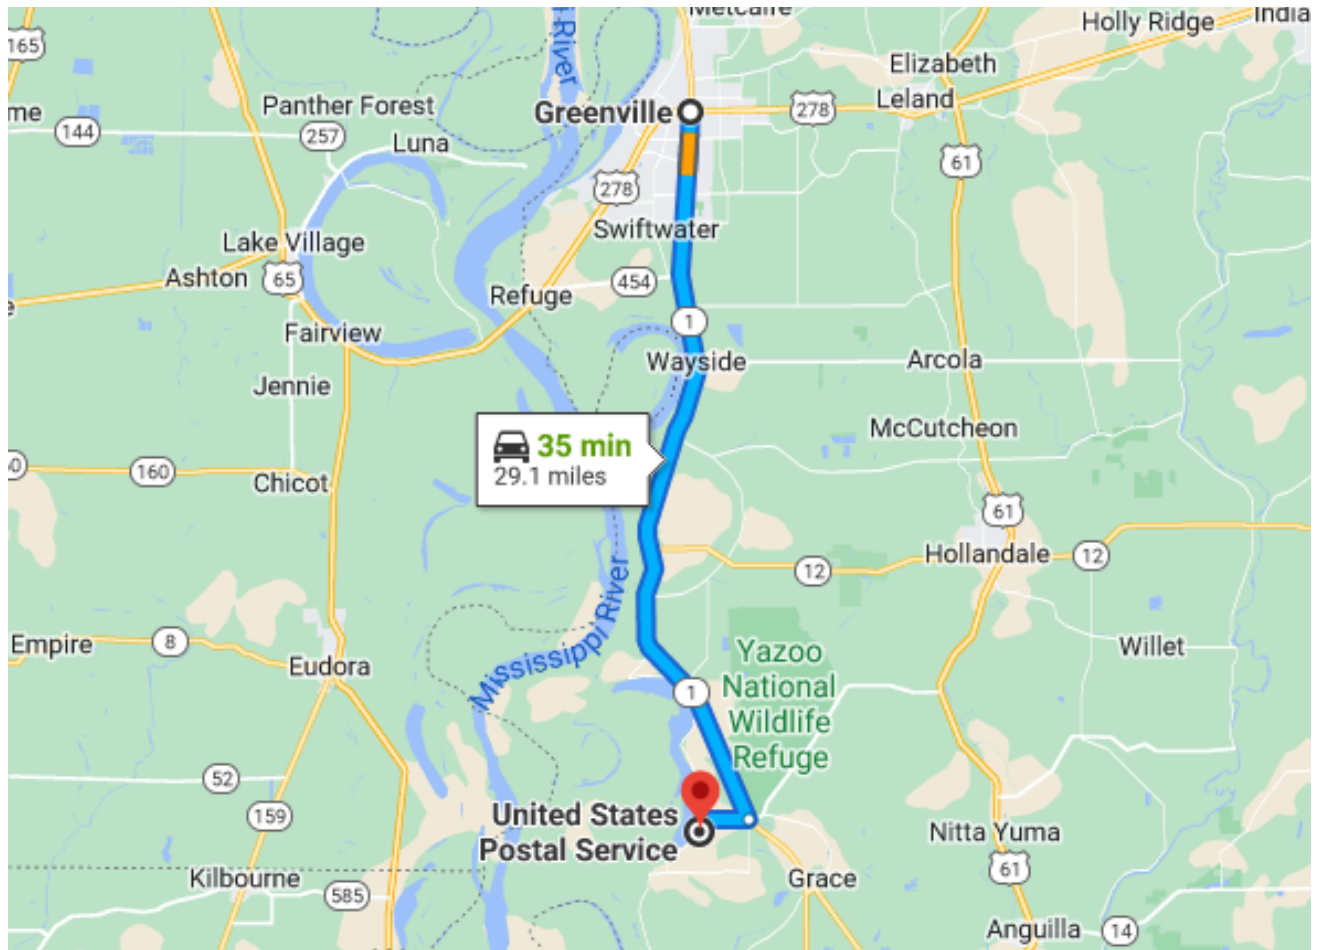 Metcalfe
Holly Ridge
India
165
River
Elizabeth
Leland
Panther Forest
Greenville
278
me
144
257
Luna
61
278
Swiftwater
Lake Village
Ashton
65
454
Refuge
1
Fairview
Wayside
Arcola
Jennie
McCutcheon
35 min
29.1 miles
160
Chicot
61
Hollandale
12
12
Mississippi River
Empire
8
Eudora
Yazoo
National
Wildlife
Refuge
Willet
1
52
159
United States
Postal Service
Nitta Yuma
61
Kilbourne
585
Grace
Anguilla
14